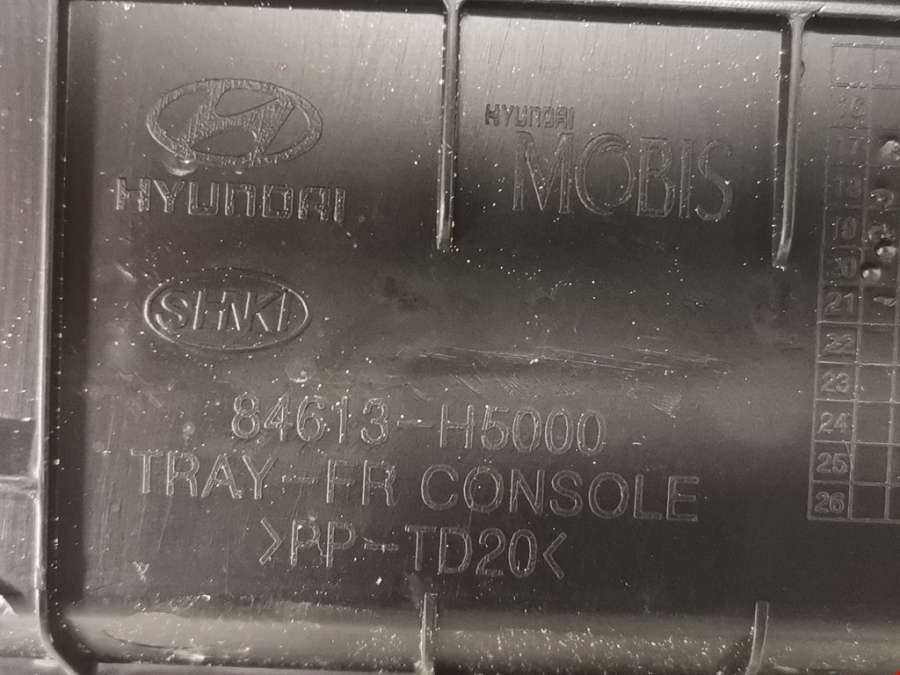 HYUNDAI
HYUNDAI
MOBIS
84613-H5000
TRAY-FR CONSOLE
>PP-TD20<
16
17
18
19
20
21
22
23
24
25
26